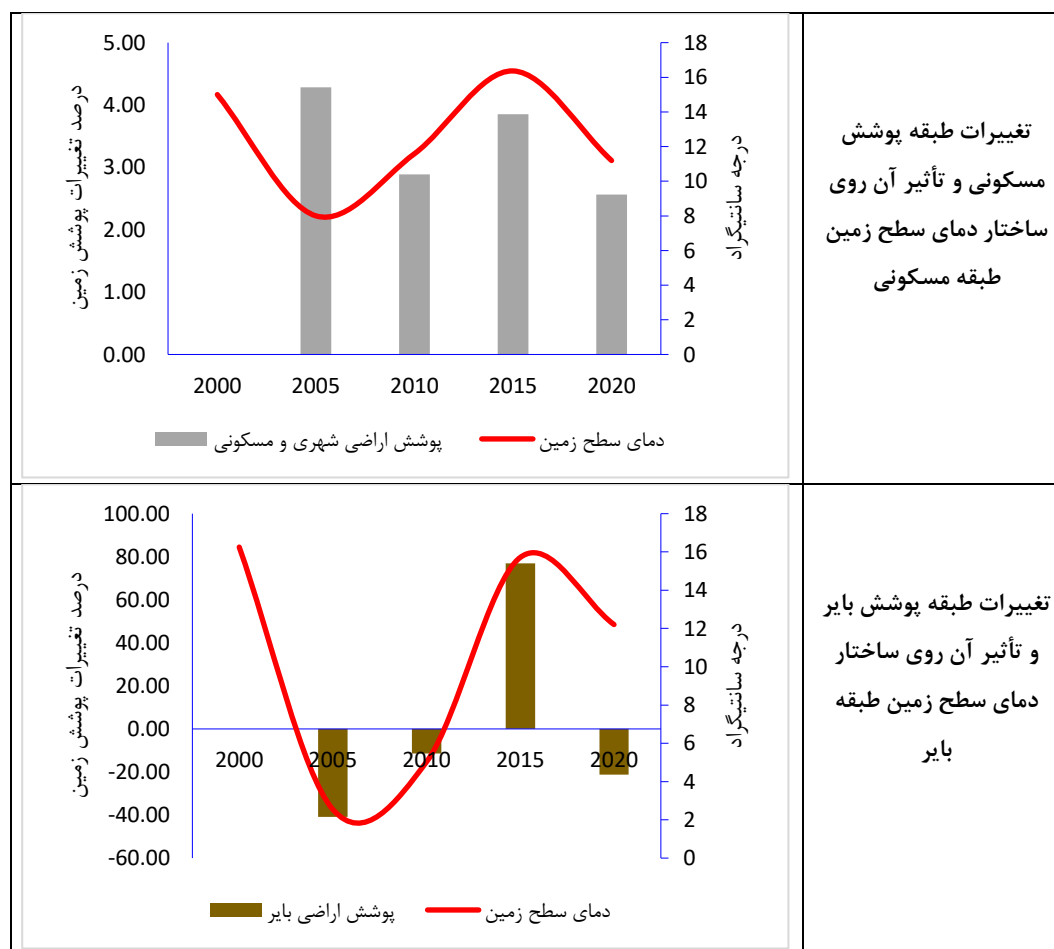 تغییرات طبقه پوشش
مسکونی و تأثیر آن روی
ساختار دمای سطح زمین
طبقه مسکونی
درصد تغییرات پوشش زمین
5.00
4.00
3.00
2.00
1.00
0.00
18
16
14
12
10
8
6
4
2
0
درجه سانتیگراد
2000 2005 2010 2015 2020
پوشش اراضی شهری و مسکونی دمای سطح زمین
تغییرات طبقه پوشش بایر
و تأثیر آن روی ساختار
دمای سطح زمین طبقه
بایر
درصد تغییرات پوشش زمین
100.00
80.00
60.00
40.00
20.00
0.00
-20.00
-40.00
-60.00
18
16
14
12
10
8
6
4
2
0
درجه سانتیگراد
2000 2005 2010 2015 2020
پوشش اراضی بایر دمای سطح زمین